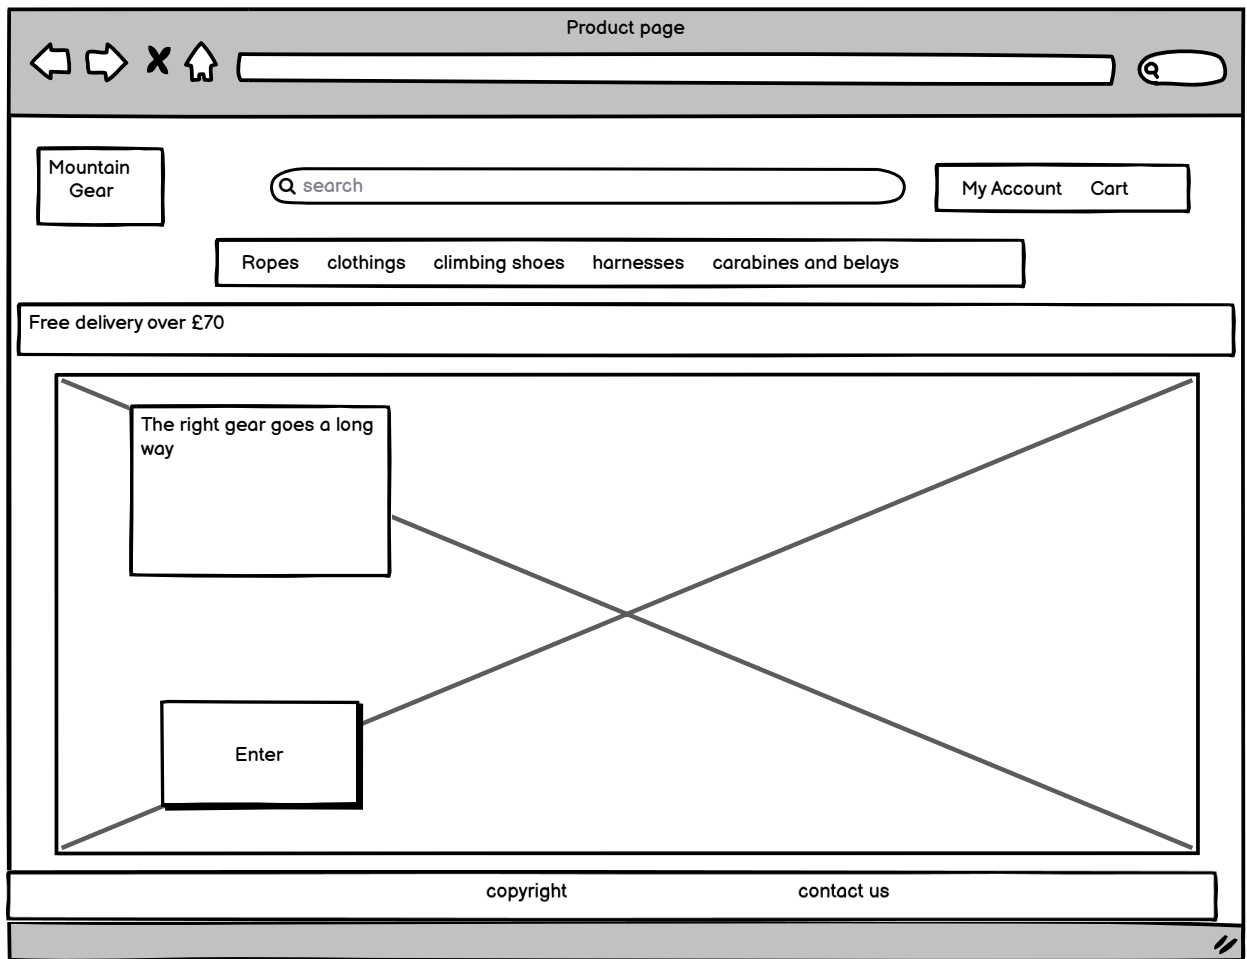 Product page
Mountain
Gear
search
My Account Cart
Ropes clothings climbing shoes harnesses carabines and belays
Free delivery over £70
The right gear goes a long
way
Enter
copyright contact us